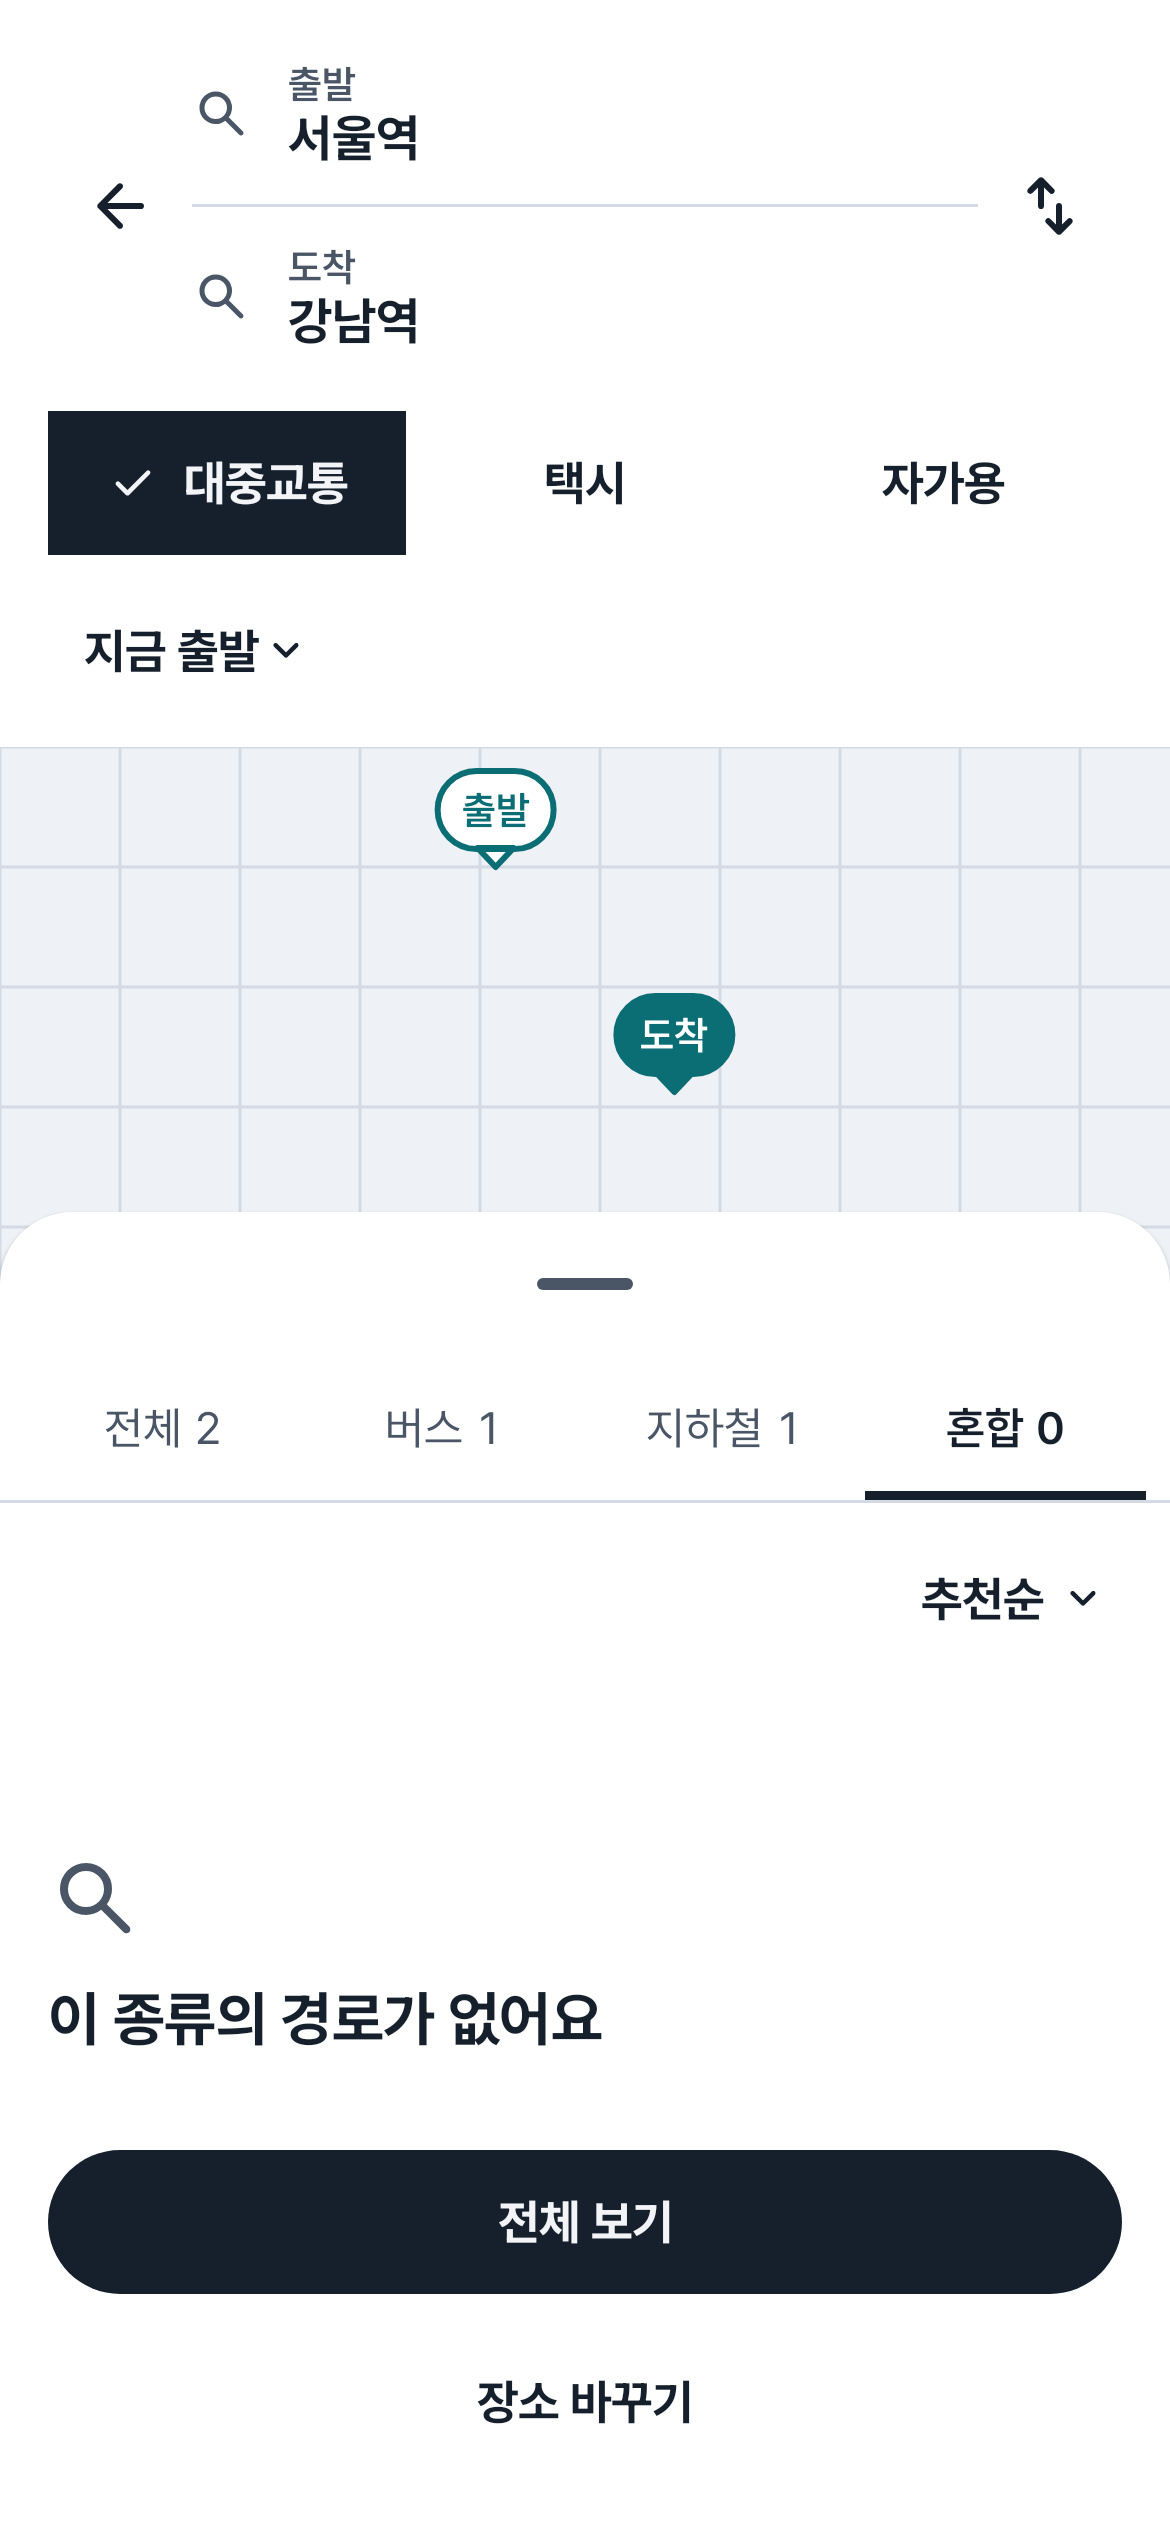 출발
서울역
도착
강남역
대중교통 택시 자가용
지금 출발
출발
도착
전체 2 버스 1 지하철 1 혼합 0
추천순
이 종류의 경로가 없어요
전체 보기
장소 바꾸기